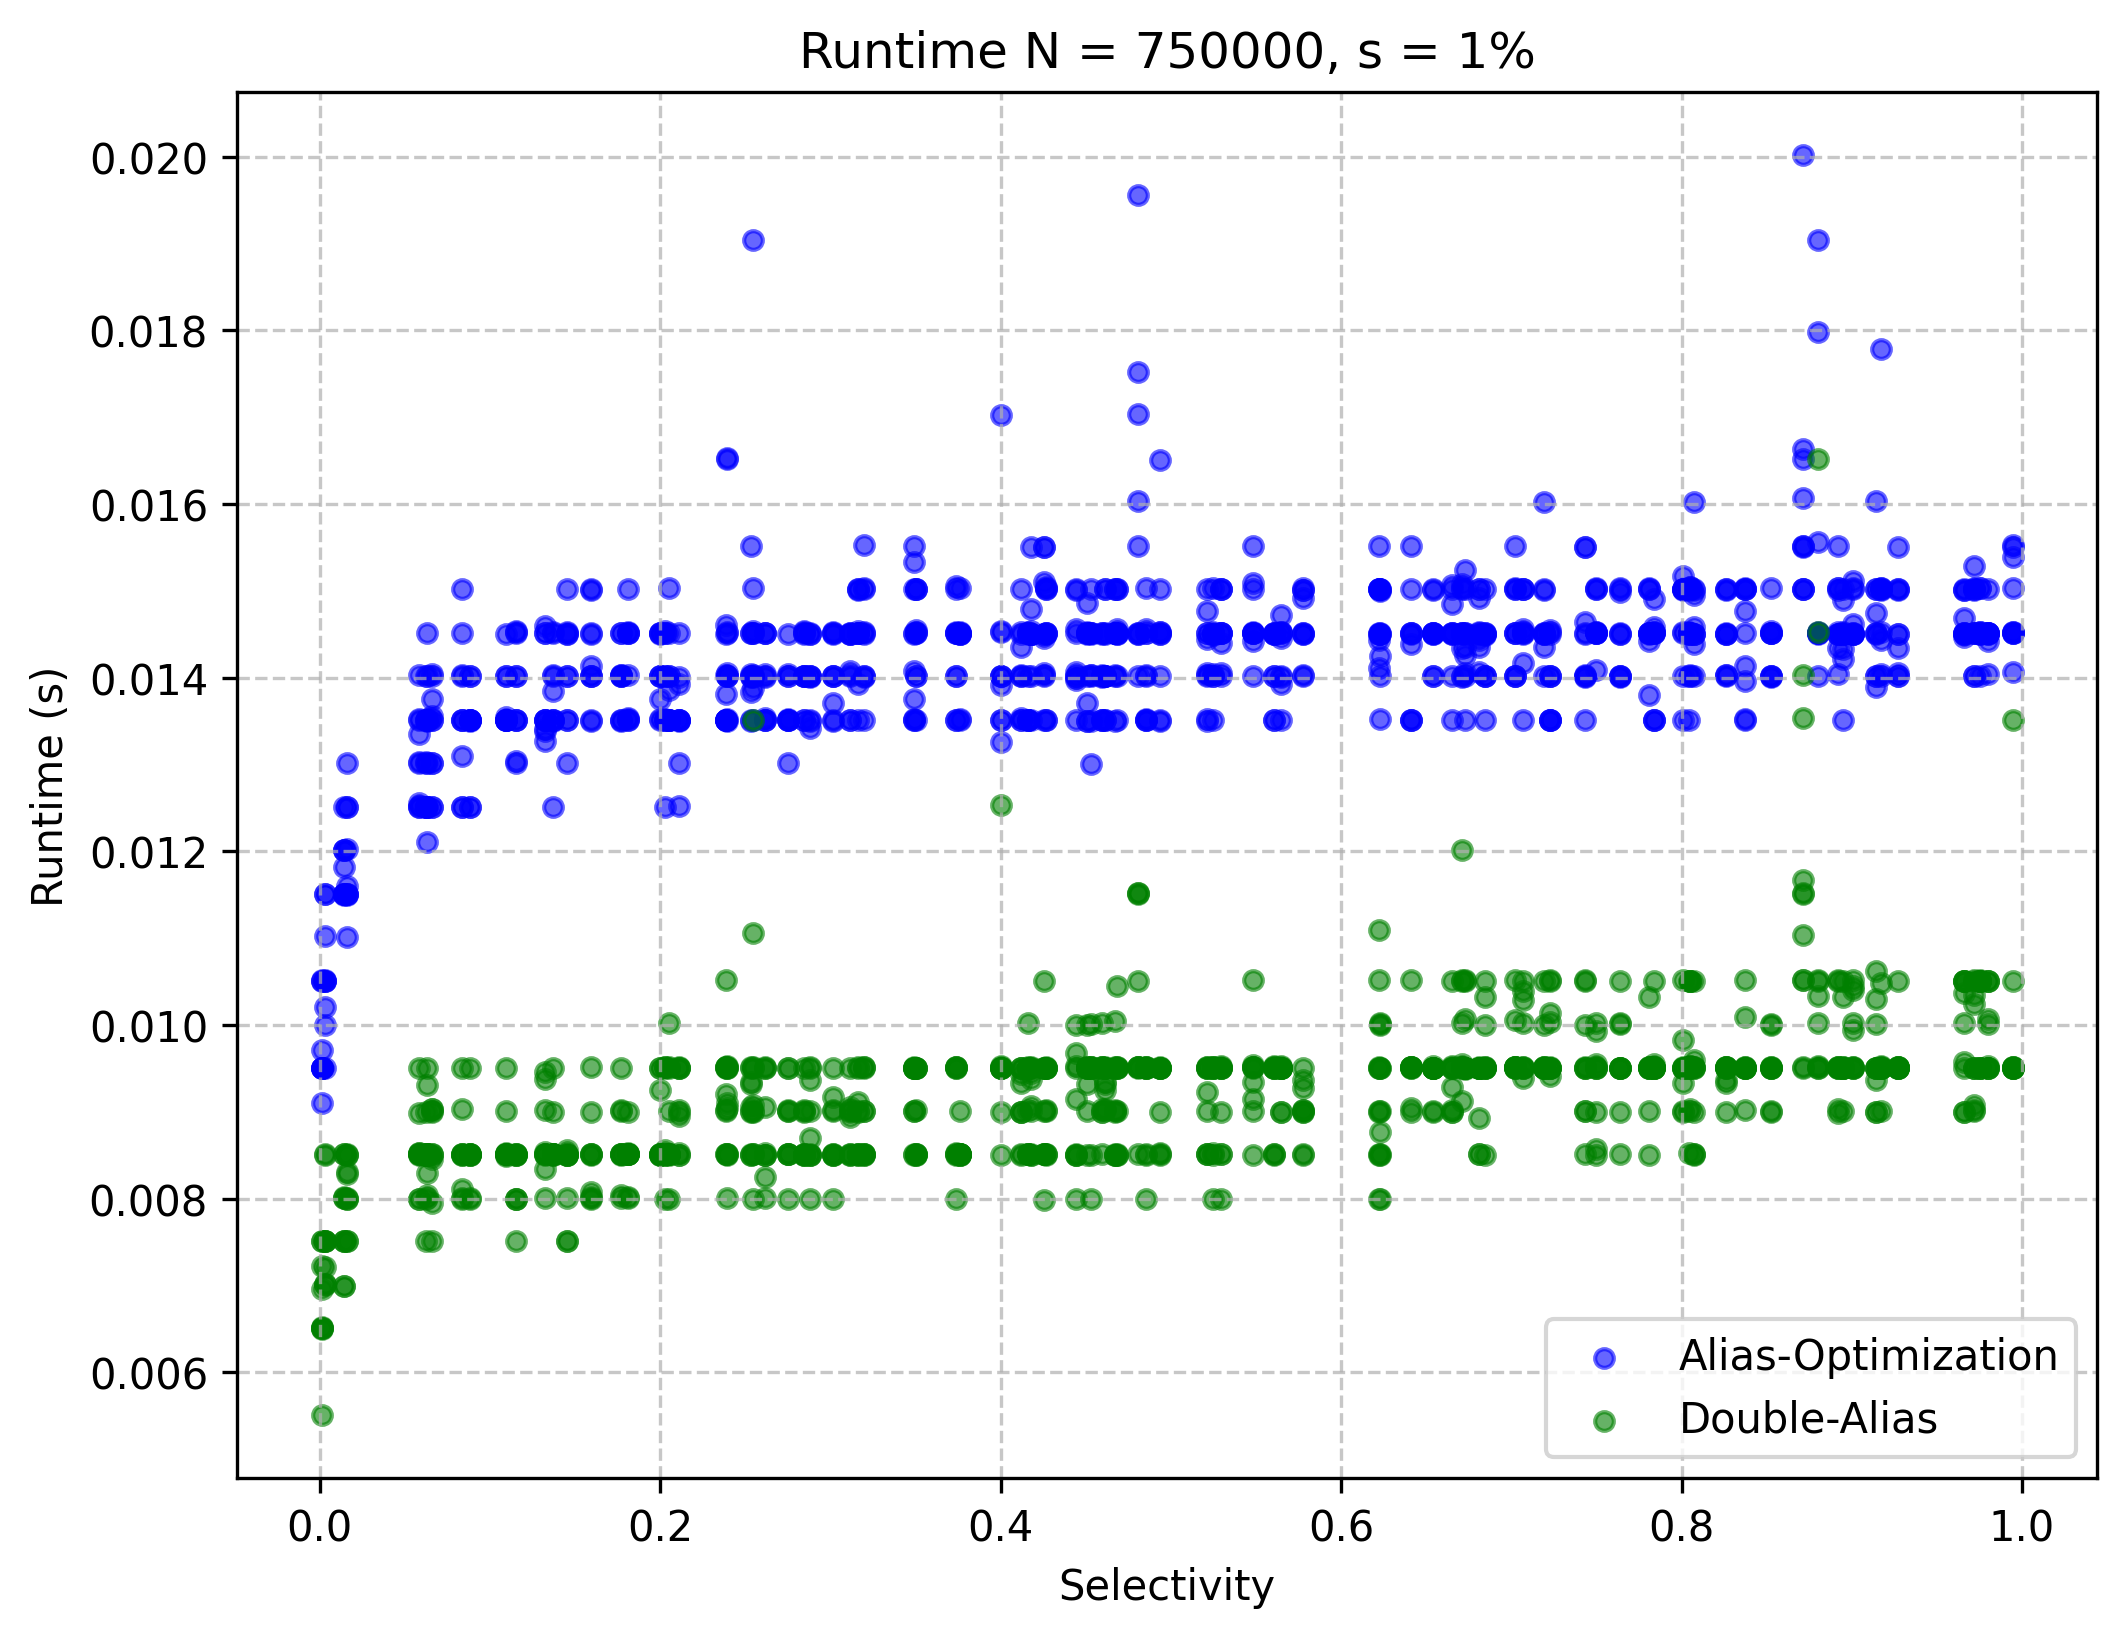 Runtime N = 750000, s = 1%
0.020
0.018
0.016
0.014
0.012
0.010
0.008
0.006
Runtime (s)
Alias-Optimization
Double-Alias
0.0 0.2 0.4 0.6 0.8 1.0
Selectivity